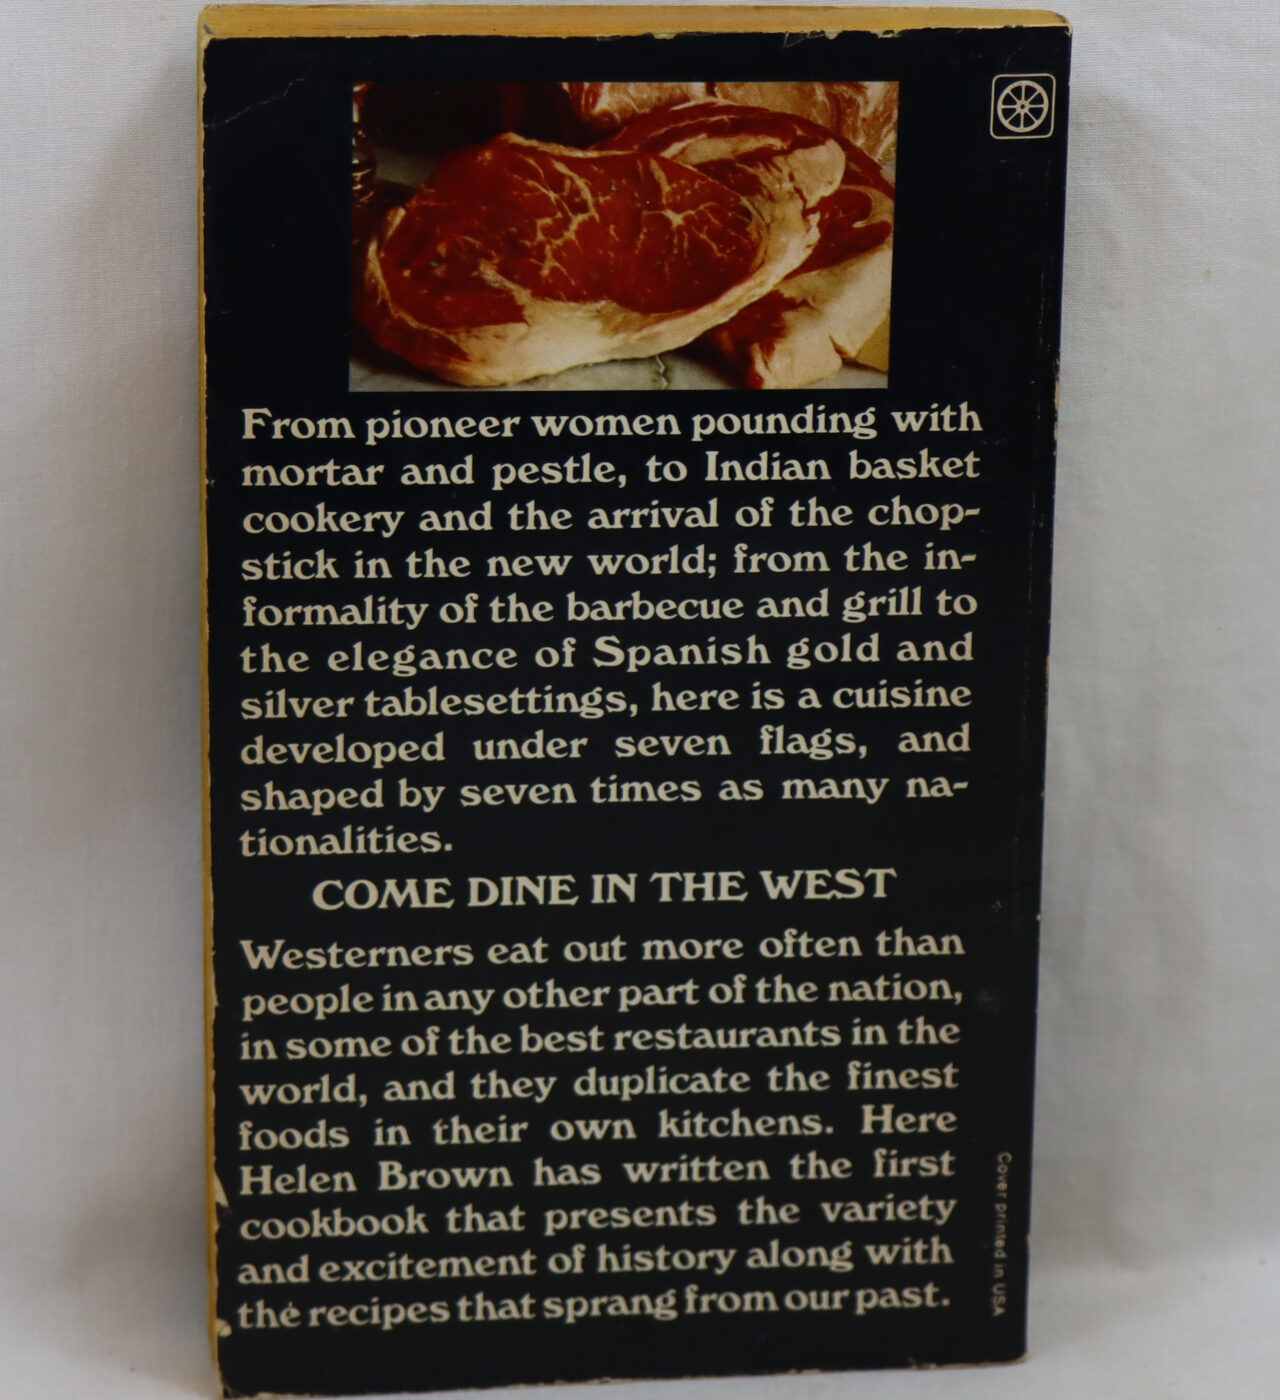 From pioneer women pounding with
mortar and pestle, to Indian basket
cookery and the arrival of the chop-
stick in the new world; from the in-
formality of the barbecue and grill to
the elegance of Spanish gold and
silver tablesettings, here is a cuisine
developed under seven flags, and
shaped by seven times as many na-
tionalities.
COME DINE IN THE WEST
Westerners eat out more often than
people in any other part of the nation,
in some of the best restaurants in the
world, and they duplicate the finest
foods in their own kitchens. Here
Helen Brown has written the first
cookbook that presents the variety
and excitement of history along with
the recipes that sprang from our past.
Cover printed in USA